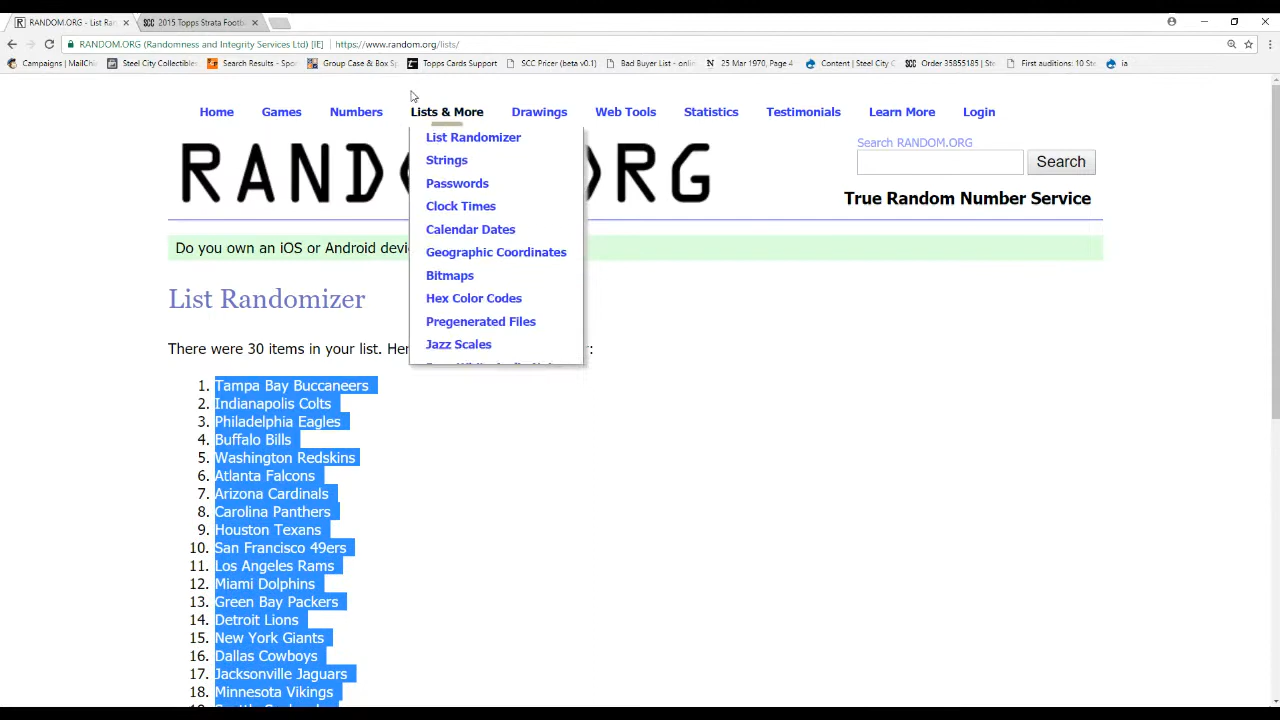 RANDOM.ORG - List Ran
SCC 2015 Topps Strata Footb
RANDOM.ORG (Randomness and Integrity Services Ltd) [IE] https://www.random.org/lists/
Campaigns | MailChi Steel City Collectibles Search Results - Spo Group Case & Box S Topps Cards Support SCC Pricer (beta v0.1) Bad Buyer List - onlin N 25 Mar 1970, Page 4 Content | Steel City C SCC Order 35855185 | Ste First auditions: 10 Ste ia
Home Games Numbers Lists & More Drawings Web Tools Statistics Testimonials Learn More Login
List Randomizer
Strings
Passwords
Clock Times
Calendar Dates
Geographic Coordinates
Bitmaps
Hex Color Codes
Pregenerated Files
Jazz Scales
RAND RG
Search RANDOM.ORG
Search
True Random Number Service
Do you own an iOS or Android devi
List Randomizer
There were 30 items in your list. Her r:
1. Tampa Bay Buccaneers
2. Indianapolis Colts
3. Philadelphia Eagles
4. Buffalo Bills
5. Washington Redskins
6. Atlanta Falcons
7. Arizona Cardinals
8. Carolina Panthers
9. Houston Texans
10. San Francisco 49ers
11. Los Angeles Rams
12. Miami Dolphins
13. Green Bay Packers
14. Detroit Lions
15. New York Giants
16. Dallas Cowboys
17. Jacksonville Jaguars
18. Minnesota Vikings